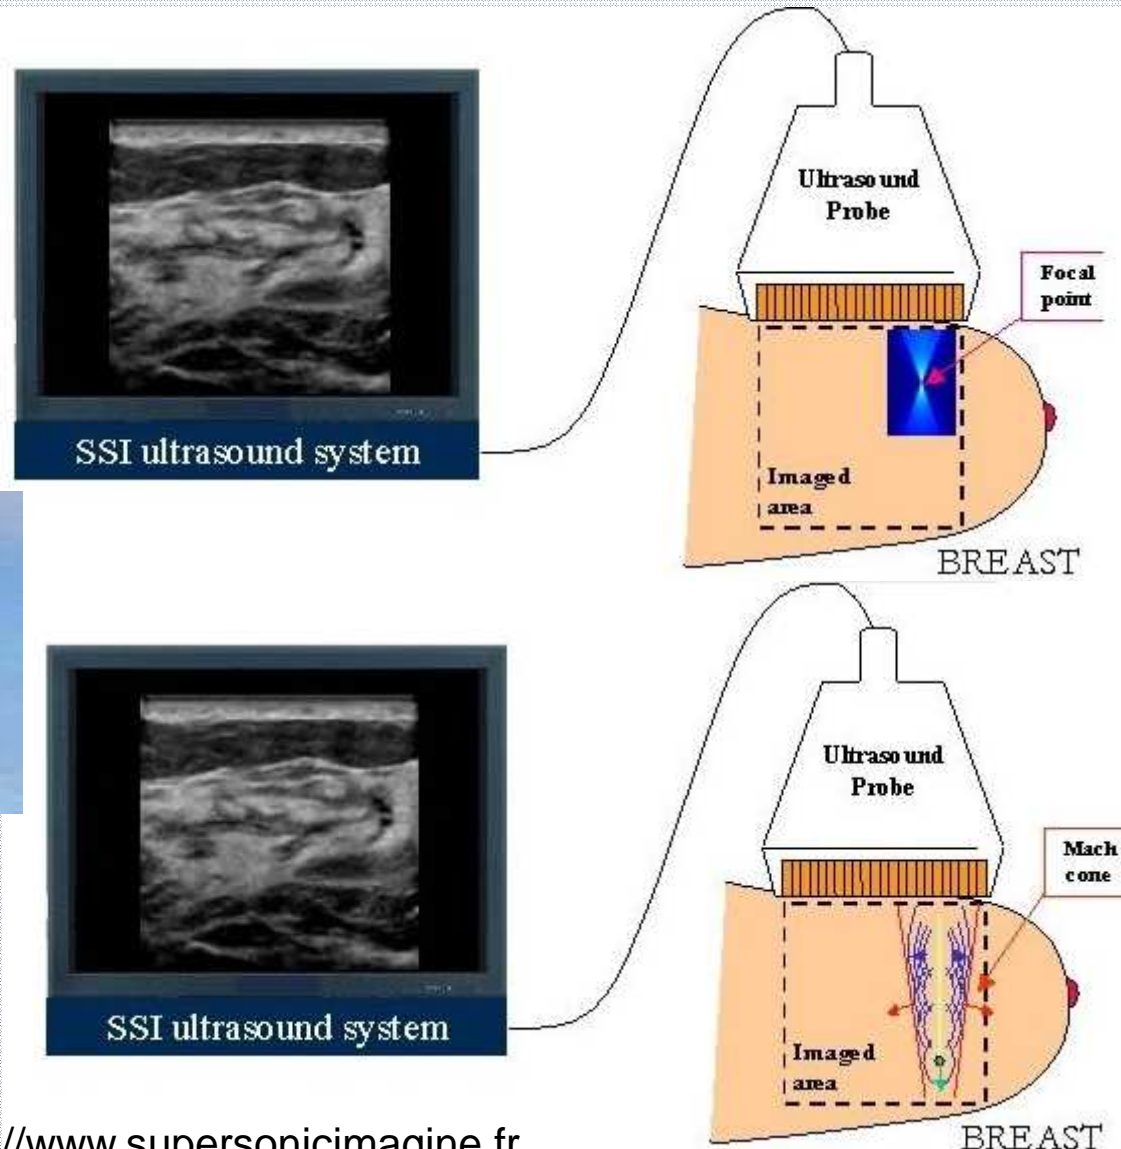 Ultrasound
Probe
Focal
point
SSI ultrasound system
Imaged
area
BREAST
Ultrasound
Probe
Mach
cone
SSI ultrasound system
Imaged
area
BREAST
//www.supersonicimagine.fr